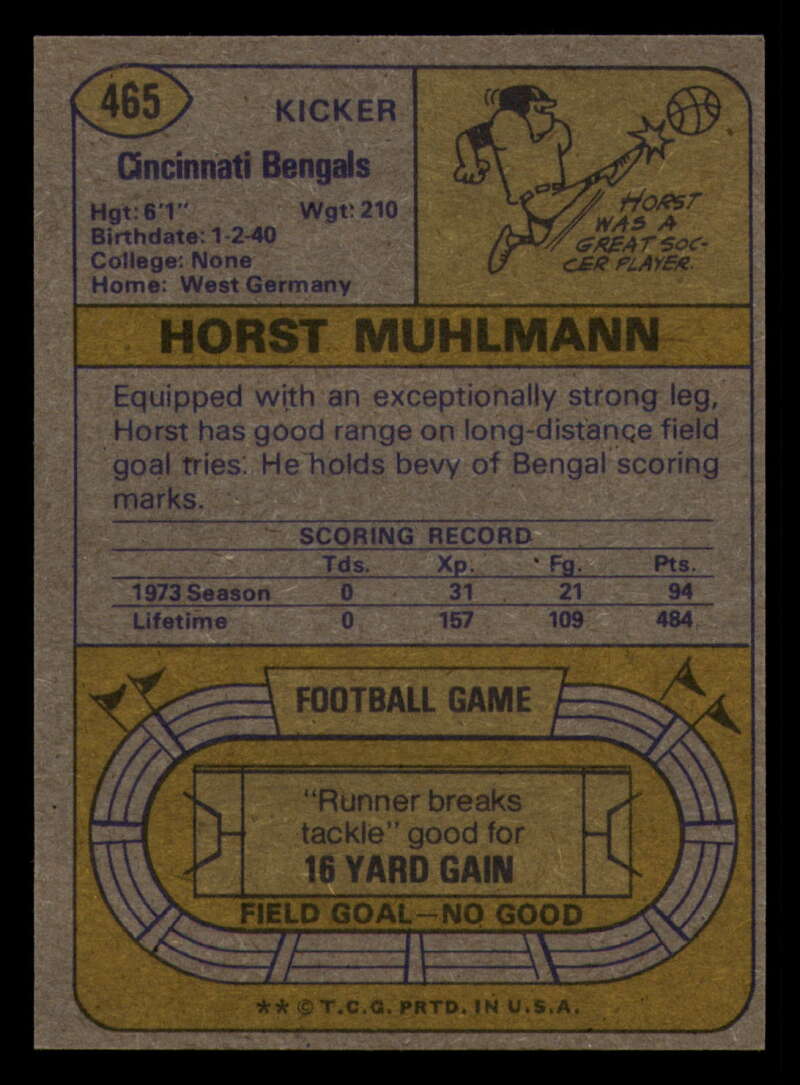 465
KICKER
Cincinnati Bengals
Hgt: 6'1" Wgt: 210
Birthdate: 1-2-40
College: None
Home: West Germany
HORST
WAS A
GREAT SOC-
CER PLAYER.
HORST MUHLMANN
Equipped with an exceptionally strong leg,
Horst has good range on long-distance field
goal tries. He holds bevy of Bengal scoring
marks.
SCORING RECORD
Tds. Xp. Fg. Pts.
1973 Season 0 31 21 94
Lifetime 0 157 109 484
FOOTBALL GAME
"Runner breaks
tackle" good for
16 YARD GAIN
FIELD GOAL—NO GOOD
** © T.C.G. PRTD. IN U.S.A.